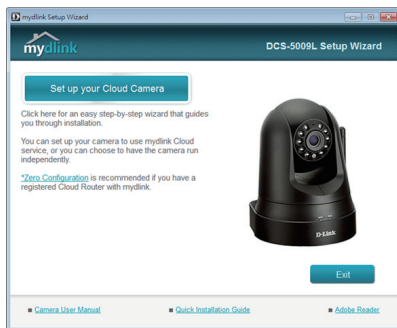 mydlink Setup Wizard
mydlink
DCS-5009L Setup Wizard
Set up your Cloud Camera
Click here for an easy step-by-step wizard that guides
you through installation.
You can set up your camera to use mydlink Cloud
service, or you can choose to have the camera run
independently.
*Zero Configuration is recommended if you have a
registered Cloud Router with mydlink.
D-Link
Exit
Camera User Manual
Quick Installation Guide
Adobe Reader